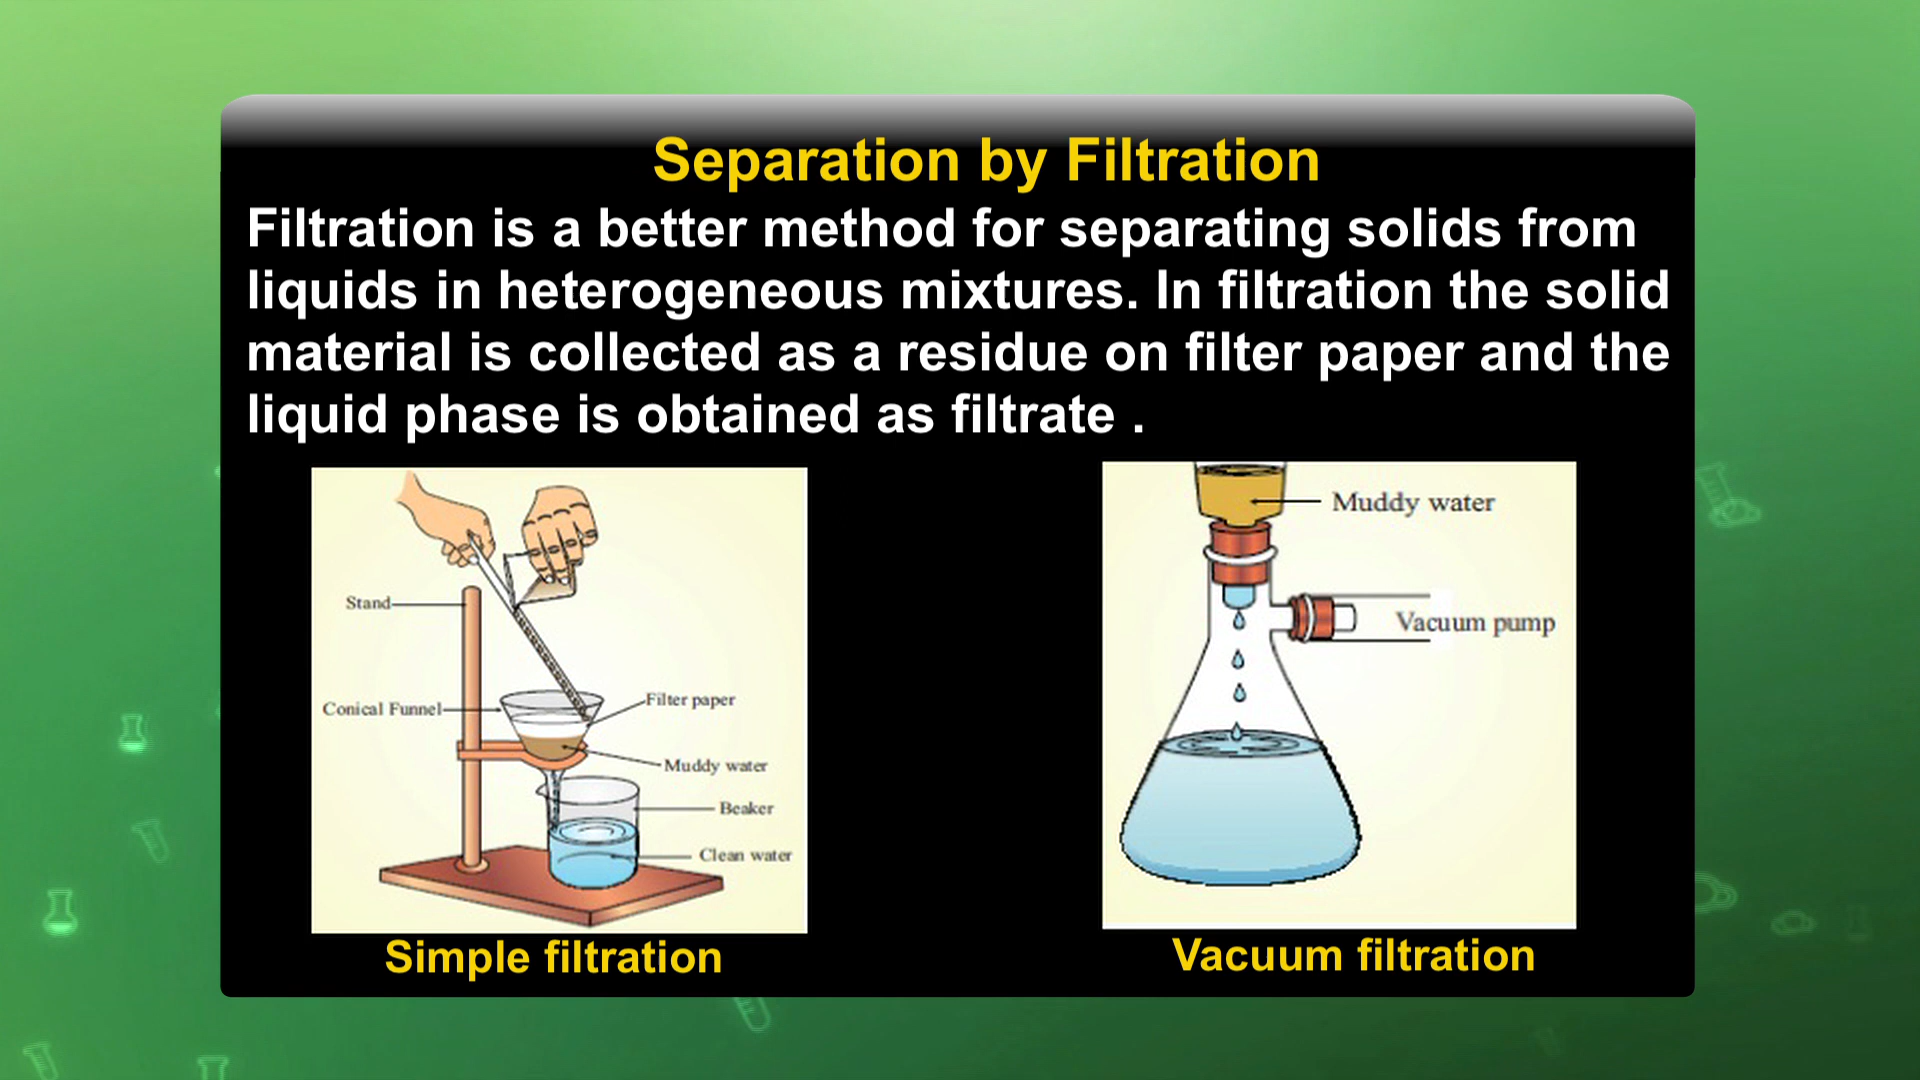 Separation by Filtration
Filtration is a better method for separating solids from
liquids in heterogeneous mixtures. In filtration the solid
material is collected as a residue on filter paper and the
liquid phase is obtained as filtrate .
Stand
Conical Funnel
Filter paper
Muddy water
Beaker
Clean water
Simple filtration
Muddy water
Vacuum pump
Vacuum filtration